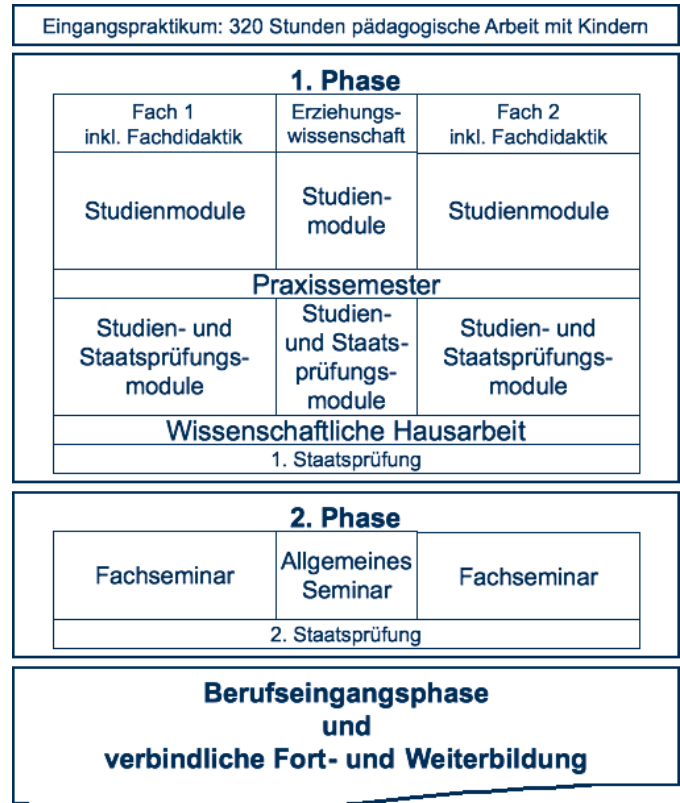 Eingangspraktikum: 320 Stunden pädagogische Arbeit mit Kindern
1. Phase
Fach 1
inkl. Fachdidaktik
Erziehungs-
wissenschaft
Fach 2
inkl. Fachdidaktik
Studienmodule
Studien-
module
Studienmodule
Praxissemester
Studien- und
Staatsprüfungs-
module
Studien-
und Staats-
prüfungs-
module
Studien- und
Staatsprüfungs-
module
Wissenschaftliche Hausarbeit
1. Staatsprüfung
2. Phase
Fachseminar
Allgemeines
Seminar
Fachseminar
2. Staatsprüfung
Berufseingangsphase
und
verbindliche Fort- und Weiterbildung